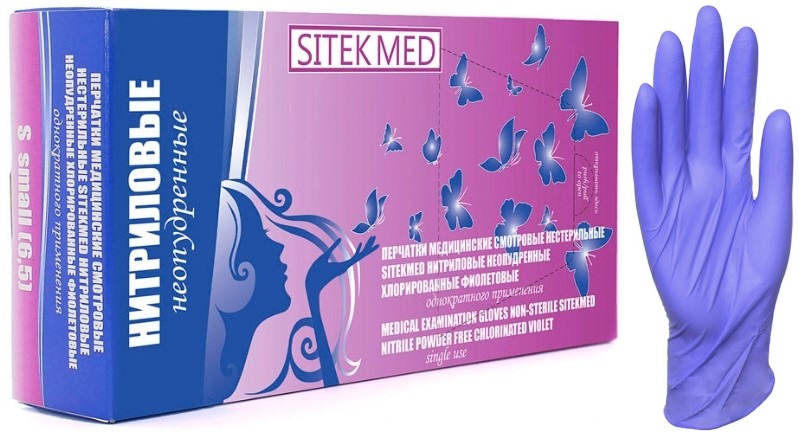 SITEK MED
НИТРИЛОВЫЕ
неопудренные
ПЕРЧАТКИ МЕДИЦИНСКИЕ СМОТРОВЫЕ
НЕСТЕРИЛЬНЫЕ SITEKMED НИТРИЛОВЫЕ
НЕОПУДРЕННЫЕ ХЛОРИРОВАННЫЕ ФИОЛЕТОВЫЕ
однократного применения
S small (6,5)
ПЕРЧАТКИ МЕДИЦИНСКИЕ СМОТРОВЫЕ НЕСТЕРИЛЬНЫЕ
SITEKMED НИТРИЛОВЫЕ НЕОПУДРЕННЫЕ
ХЛОРИРОВАННЫЕ ФИОЛЕТОВЫЕ
однократного применения
MEDICAL EXAMINATION GLOVES NON-STERILE SITEKMED
NITRILE POWDER FREE CHLORINATED VIOLET
single use
to open